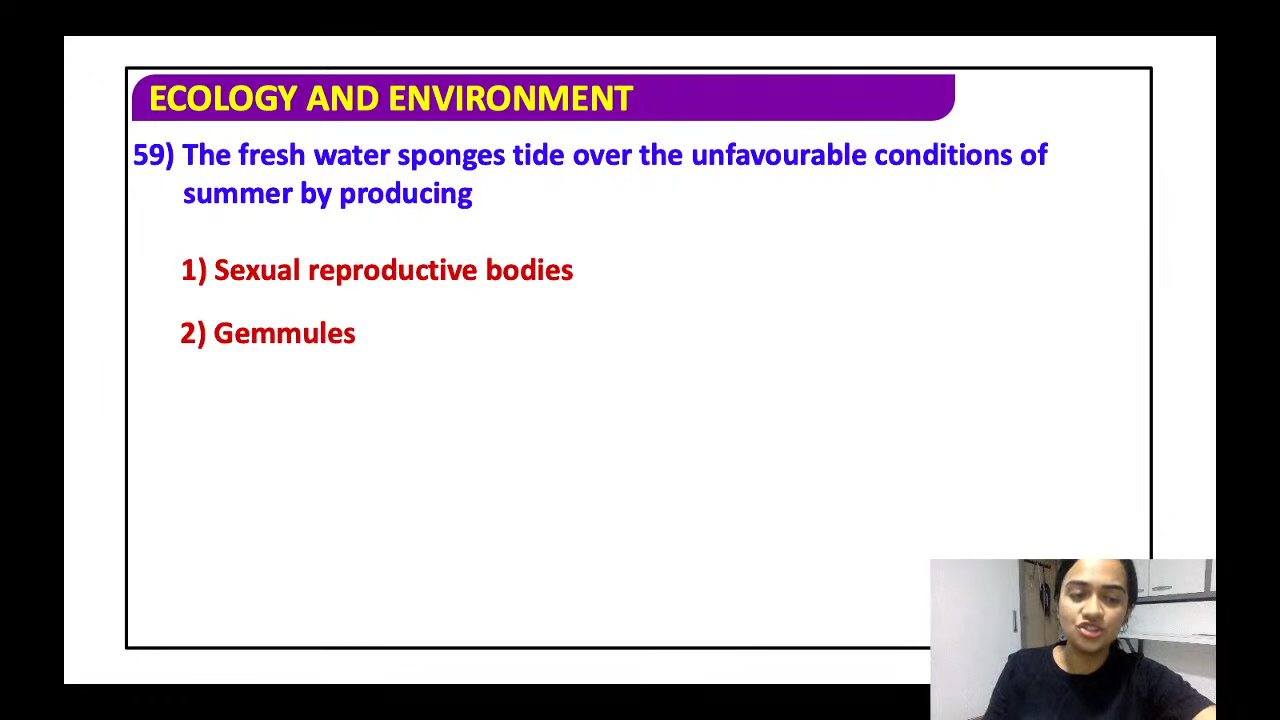 ECOLOGY AND ENVIRONMENT
59) The fresh water sponges tide over the unfavourable conditions of
summer by producing
1) Sexual reproductive bodies
2) Gemmules